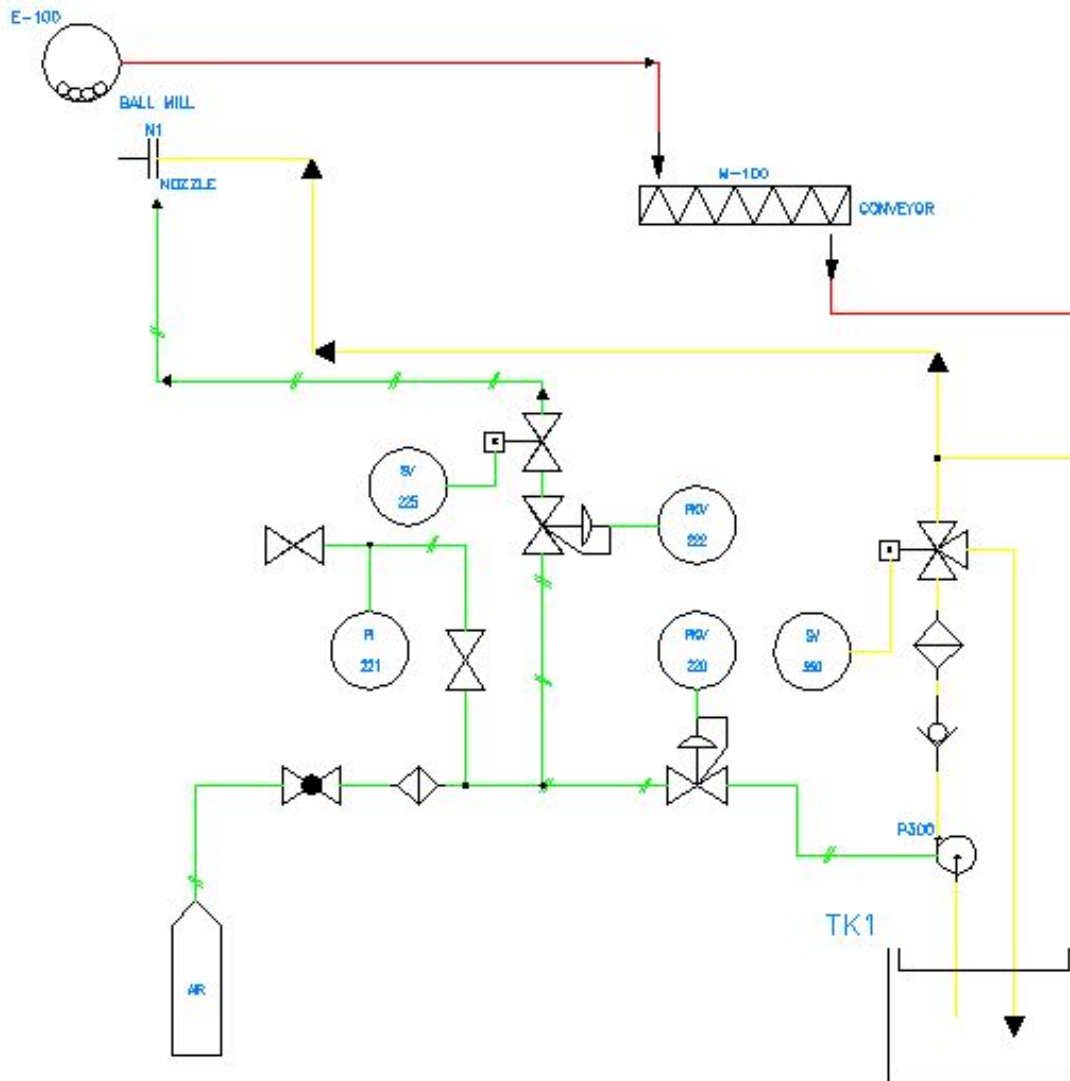 E-100
BALL MILL
N1
NOZZLE
M-100
CONVEYOR
SV
225
PKV
222
PI
221
PKV
220
SV
P300
TK1
AIR